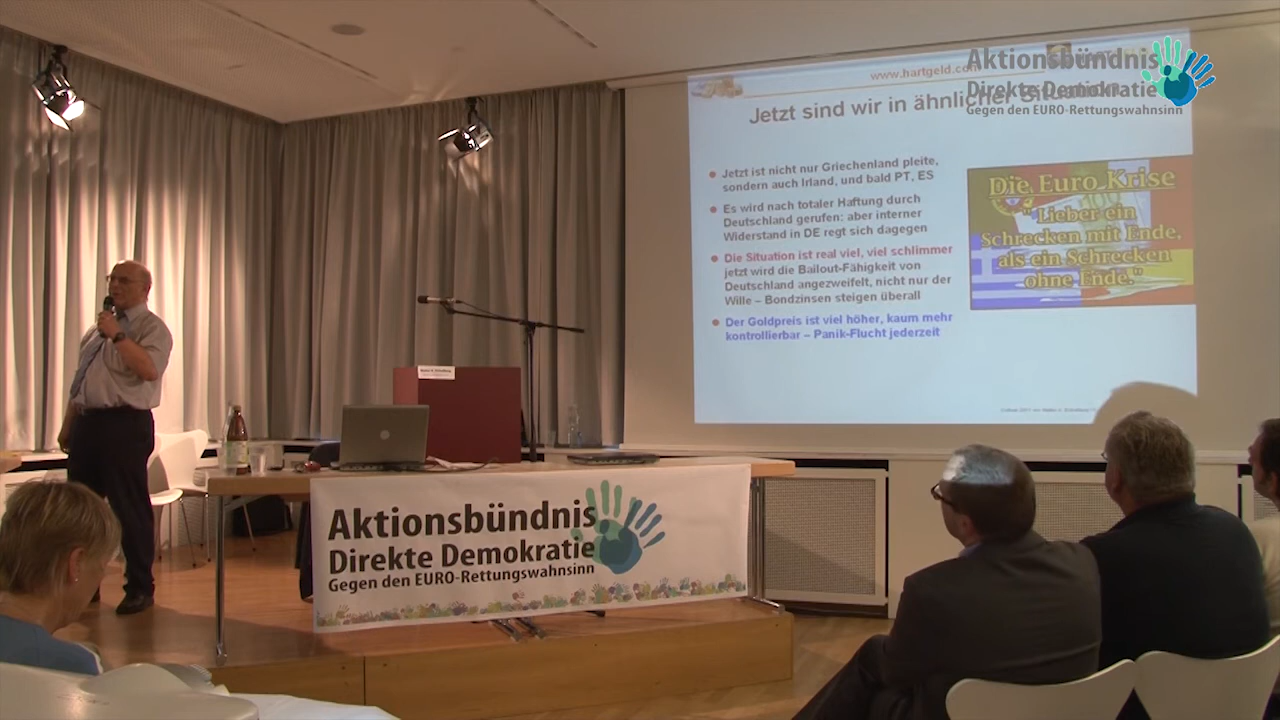 www.hartgeld.com
Jetzt sind wir in ähnlicher Situation
Aktionsbündnis
Direkte Demokratie
Gegen den EURO-Rettungswahnsinn
Jetzt ist nicht nur Griechenland pleite,
sondern auch Irland, und bald PT, ES
Es wird nach totaler Haftung durch
Deutschland gerufen: aber interner
Widerstand in DE regt sich dagegen
Die Situation ist real viel, viel schlimmer
jetzt wird die Bailout-Fähigkeit von
Deutschland angezweifelt, nicht nur der
Wille – Bondzinsen steigen überall
Der Goldpreis ist viel höher, kaum mehr
kontrollierbar – Panik-Flucht jederzeit
Die Euro Krise
"Lieber ein
Schrecken mit Ende,
als ein Schrecken
ohne Ende."
Aktionsbündnis
Direkte Demokratie
Gegen den EURO-Rettungswahnsinn